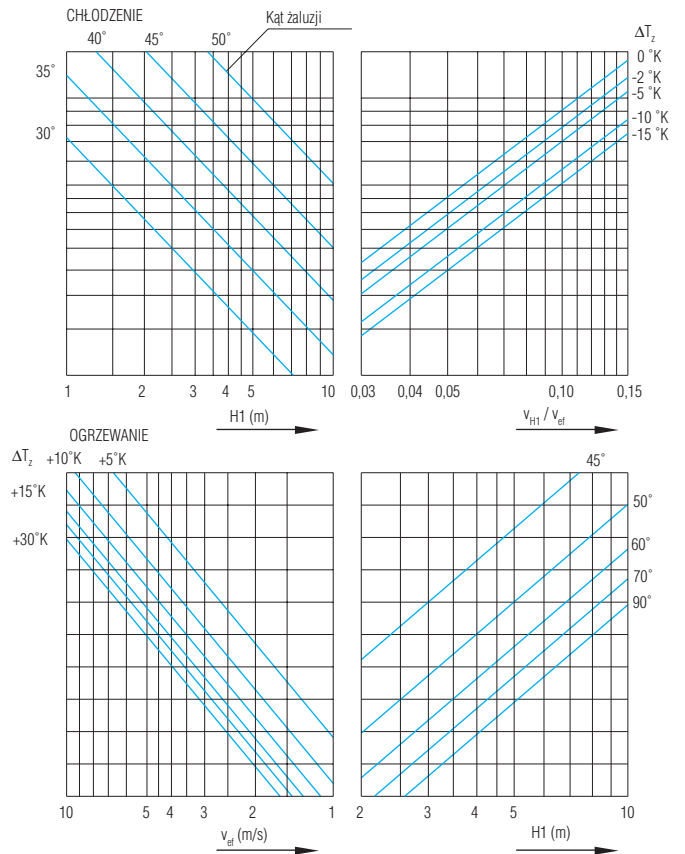 CHŁODZENIE
Kąt żaluzji
40˚ 45˚ 50˚
35˚
30˚
ΔTz
0 ˚K
-2 ˚K
-5 ˚K
-10 ˚K
-15 ˚K
1 2 3 4 5 10
H1 (m)
0,03 0,04 0,05 0,10 0,15
vH1 / vef
OGRZEWANIE
ΔTz +10˚K +5˚K
+15˚K
+30˚K
45˚
50˚
60˚
70˚
90˚
10 5 4 3 2 1
vef (m/s)
2 3 4 5 10
H1 (m)